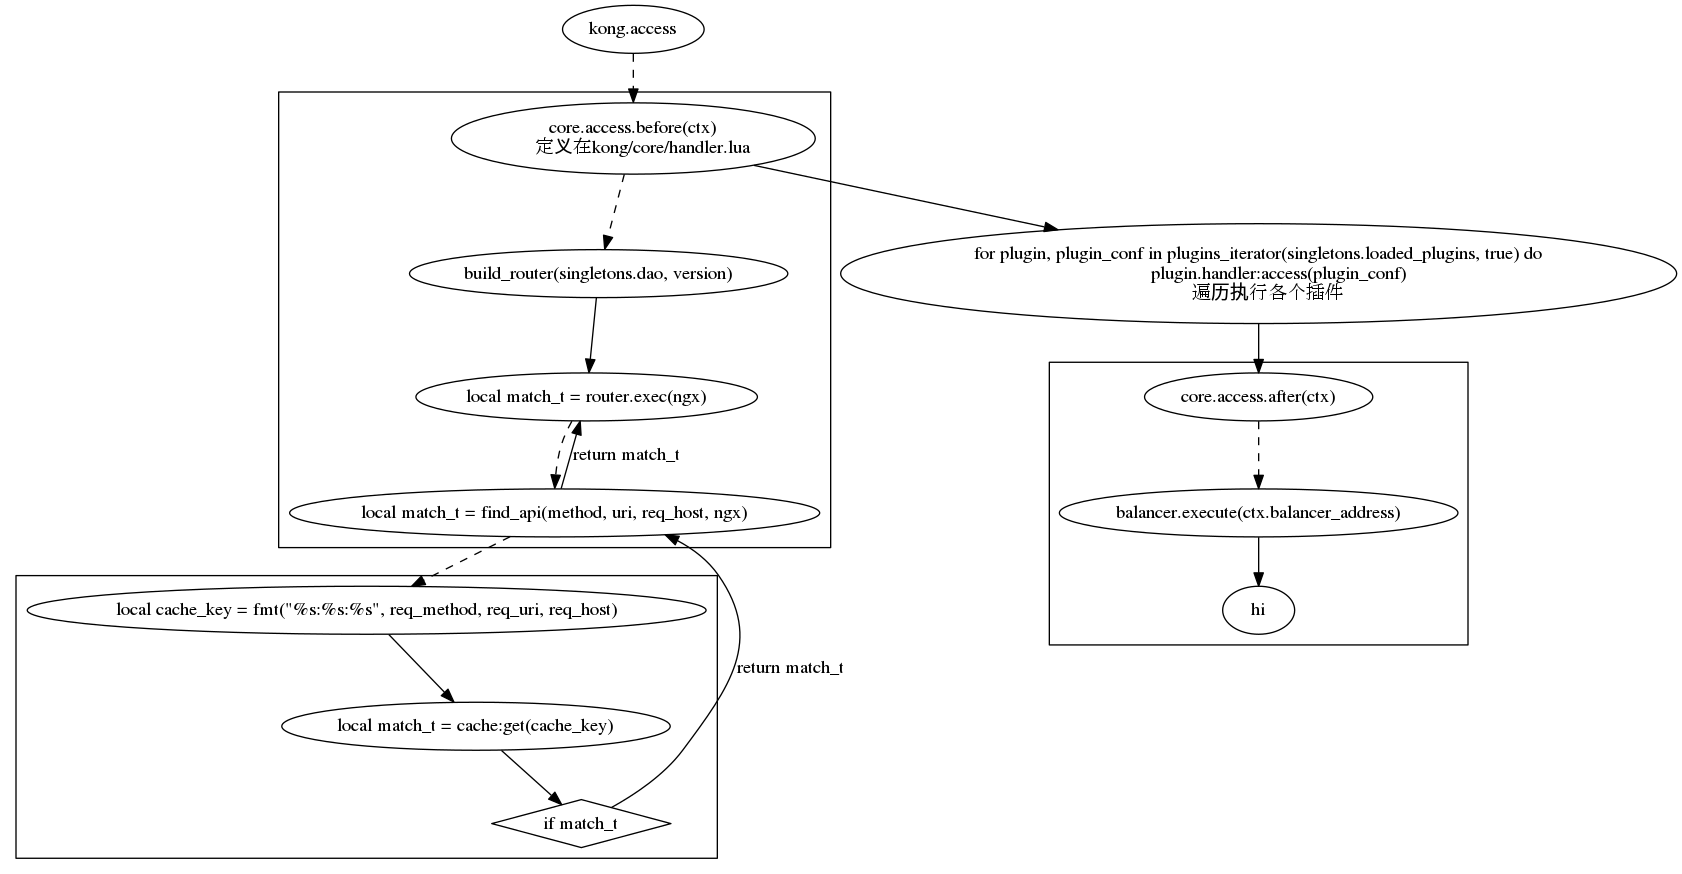 kong.access
core.access.before(ctx)
定义在kong/core/handler.lua
build_router(singletons.dao, version)
local match_t = router.exec(ngx)
return match_t
local match_t = find_api(method, uri, req_host, ngx)
local cache_key = fmt("%s:%s:%s", req_method, req_uri, req_host)
local match_t = cache:get(cache_key)
if match_t
return match_t
for plugin, plugin_conf in plugins_iterator(singletons.loaded_plugins, true) do
plugin.handler:access(plugin_conf)
遍历执行各个插件
core.access.after(ctx)
balancer.execute(ctx.balancer_address)
hi